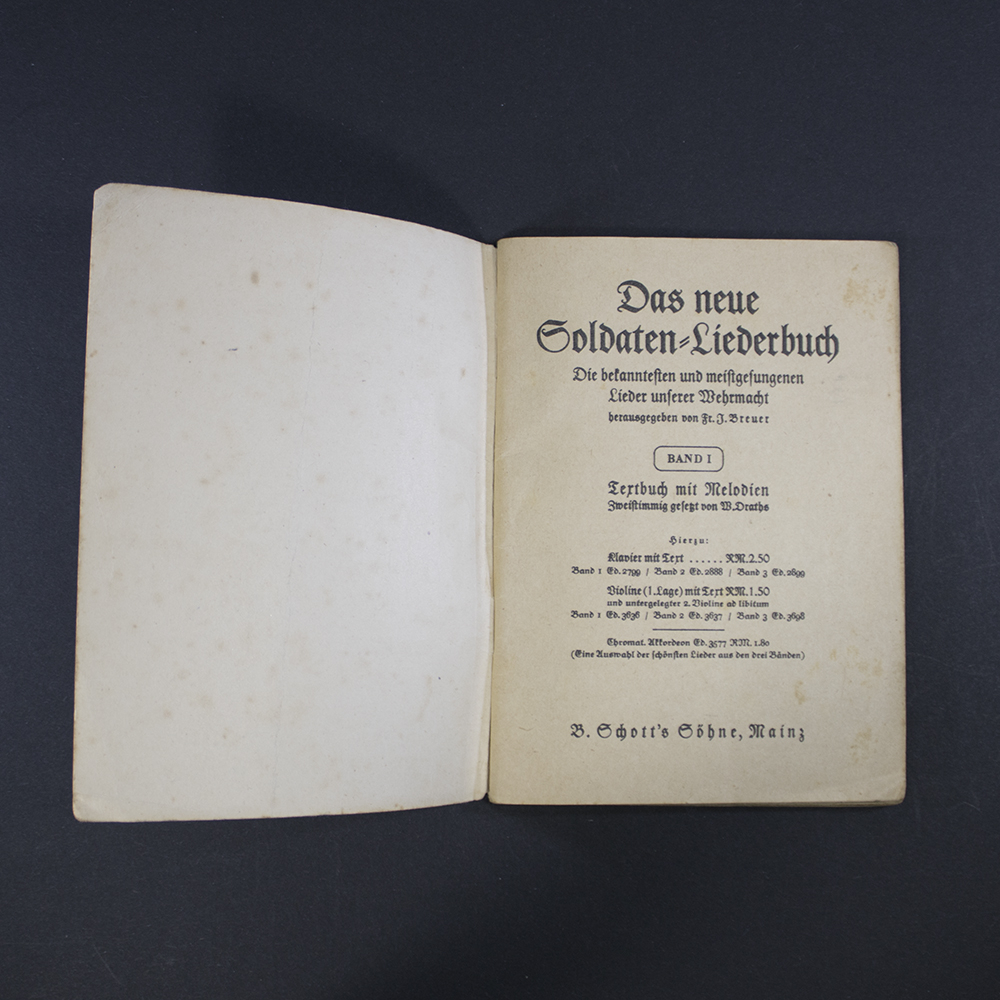 Das neue
Soldaten-Liederbuch
Die bekanntesten und meistgesungenen
Lieder unserer Wehrmacht
herausgegeben von Fr. J. Breuer
BAND I
Textbuch mit Melodien
Zweistimmig gesetzt von W. Draths
Hierzu:
Klavier mit Text ...... RM. 2.50
Band 1 Ed. 2799 / Band 2 Ed. 2888 / Band 3 Ed. 2899
Violine (1. Lage) mit Text RM. 1.50
und untergelegter 2. Violine ad libitum
Band 1 Ed. 3636 / Band 2 Ed. 3637 / Band 3 Ed. 3698
Chromat. Akkordeon Ed. 3577 RM. 1.80
(Eine Auswahl der schönsten Lieder aus den drei Bänden)
B. Schott's Söhne, Mainz